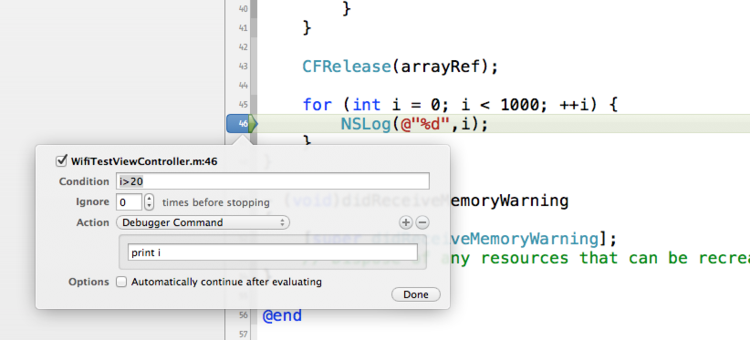 40
}
41
}
42
43
CFRelease(arrayRef);
44
45
for (int i = 0; i < 1000; ++i) {
46
NSLog(@"%d",i);
}
WifiTestViewController.m:46
Condition
i>20
Ignore
0
times before stopping
(void)didReceiveMemoryWarning
Action
Debugger Command
[super didReceiveMemoryWarning];
print i
any resources that can be recrea
Options
Automatically continue after evaluating
Done
56
@end
57